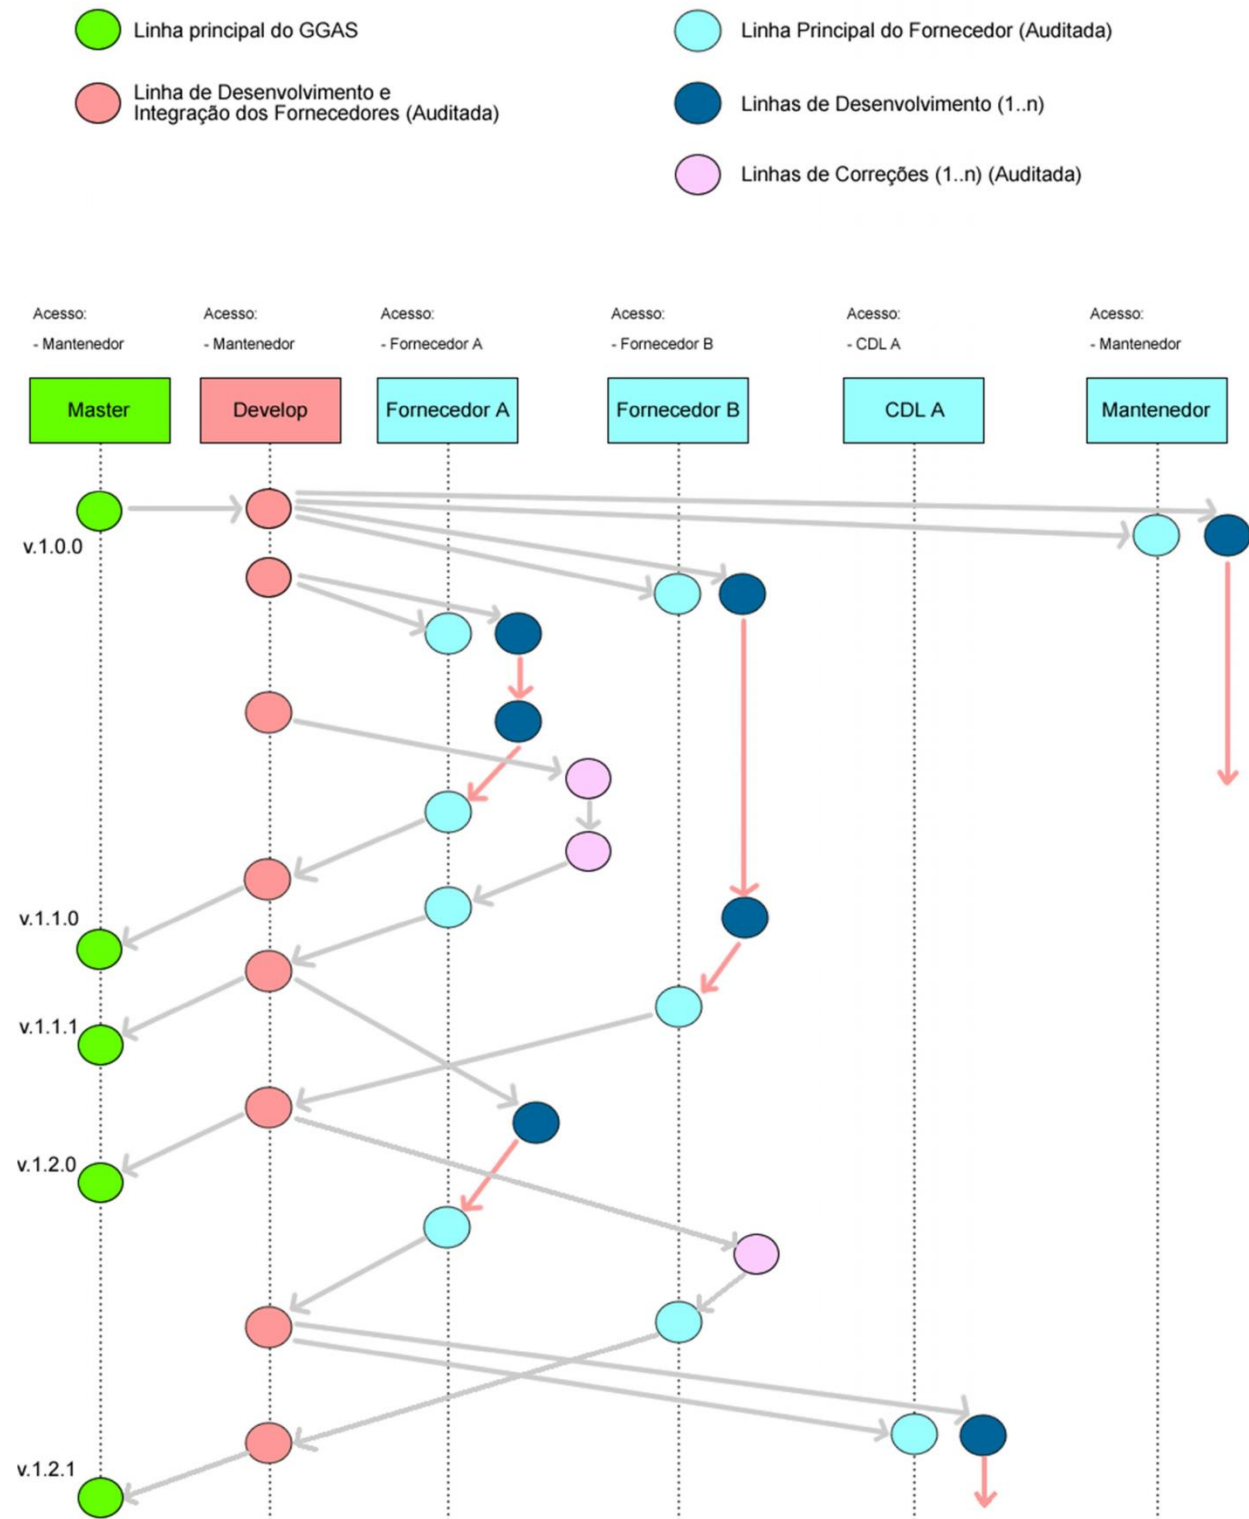 Linha principal do GGAS
Linha Principal do Fornecedor (Auditada)
Linha de Desenvolvimento e
Integração dos Fornecedores (Auditada)
Linhas de Desenvolvimento (1..n)
Linhas de Correções (1..n) (Auditada)
Acesso:
- Mantenedor
Acesso:
- Mantenedor
Acesso:
- Fornecedor A
Acesso:
- Fornecedor B
Acesso:
- CDL A
Acesso:
- Mantenedor
Master
Develop
Fornecedor A
Fornecedor B
CDL A
Mantenedor
v.1.0.0
v.1.1.0
v.1.1.1
v.1.2.0
v.1.2.1